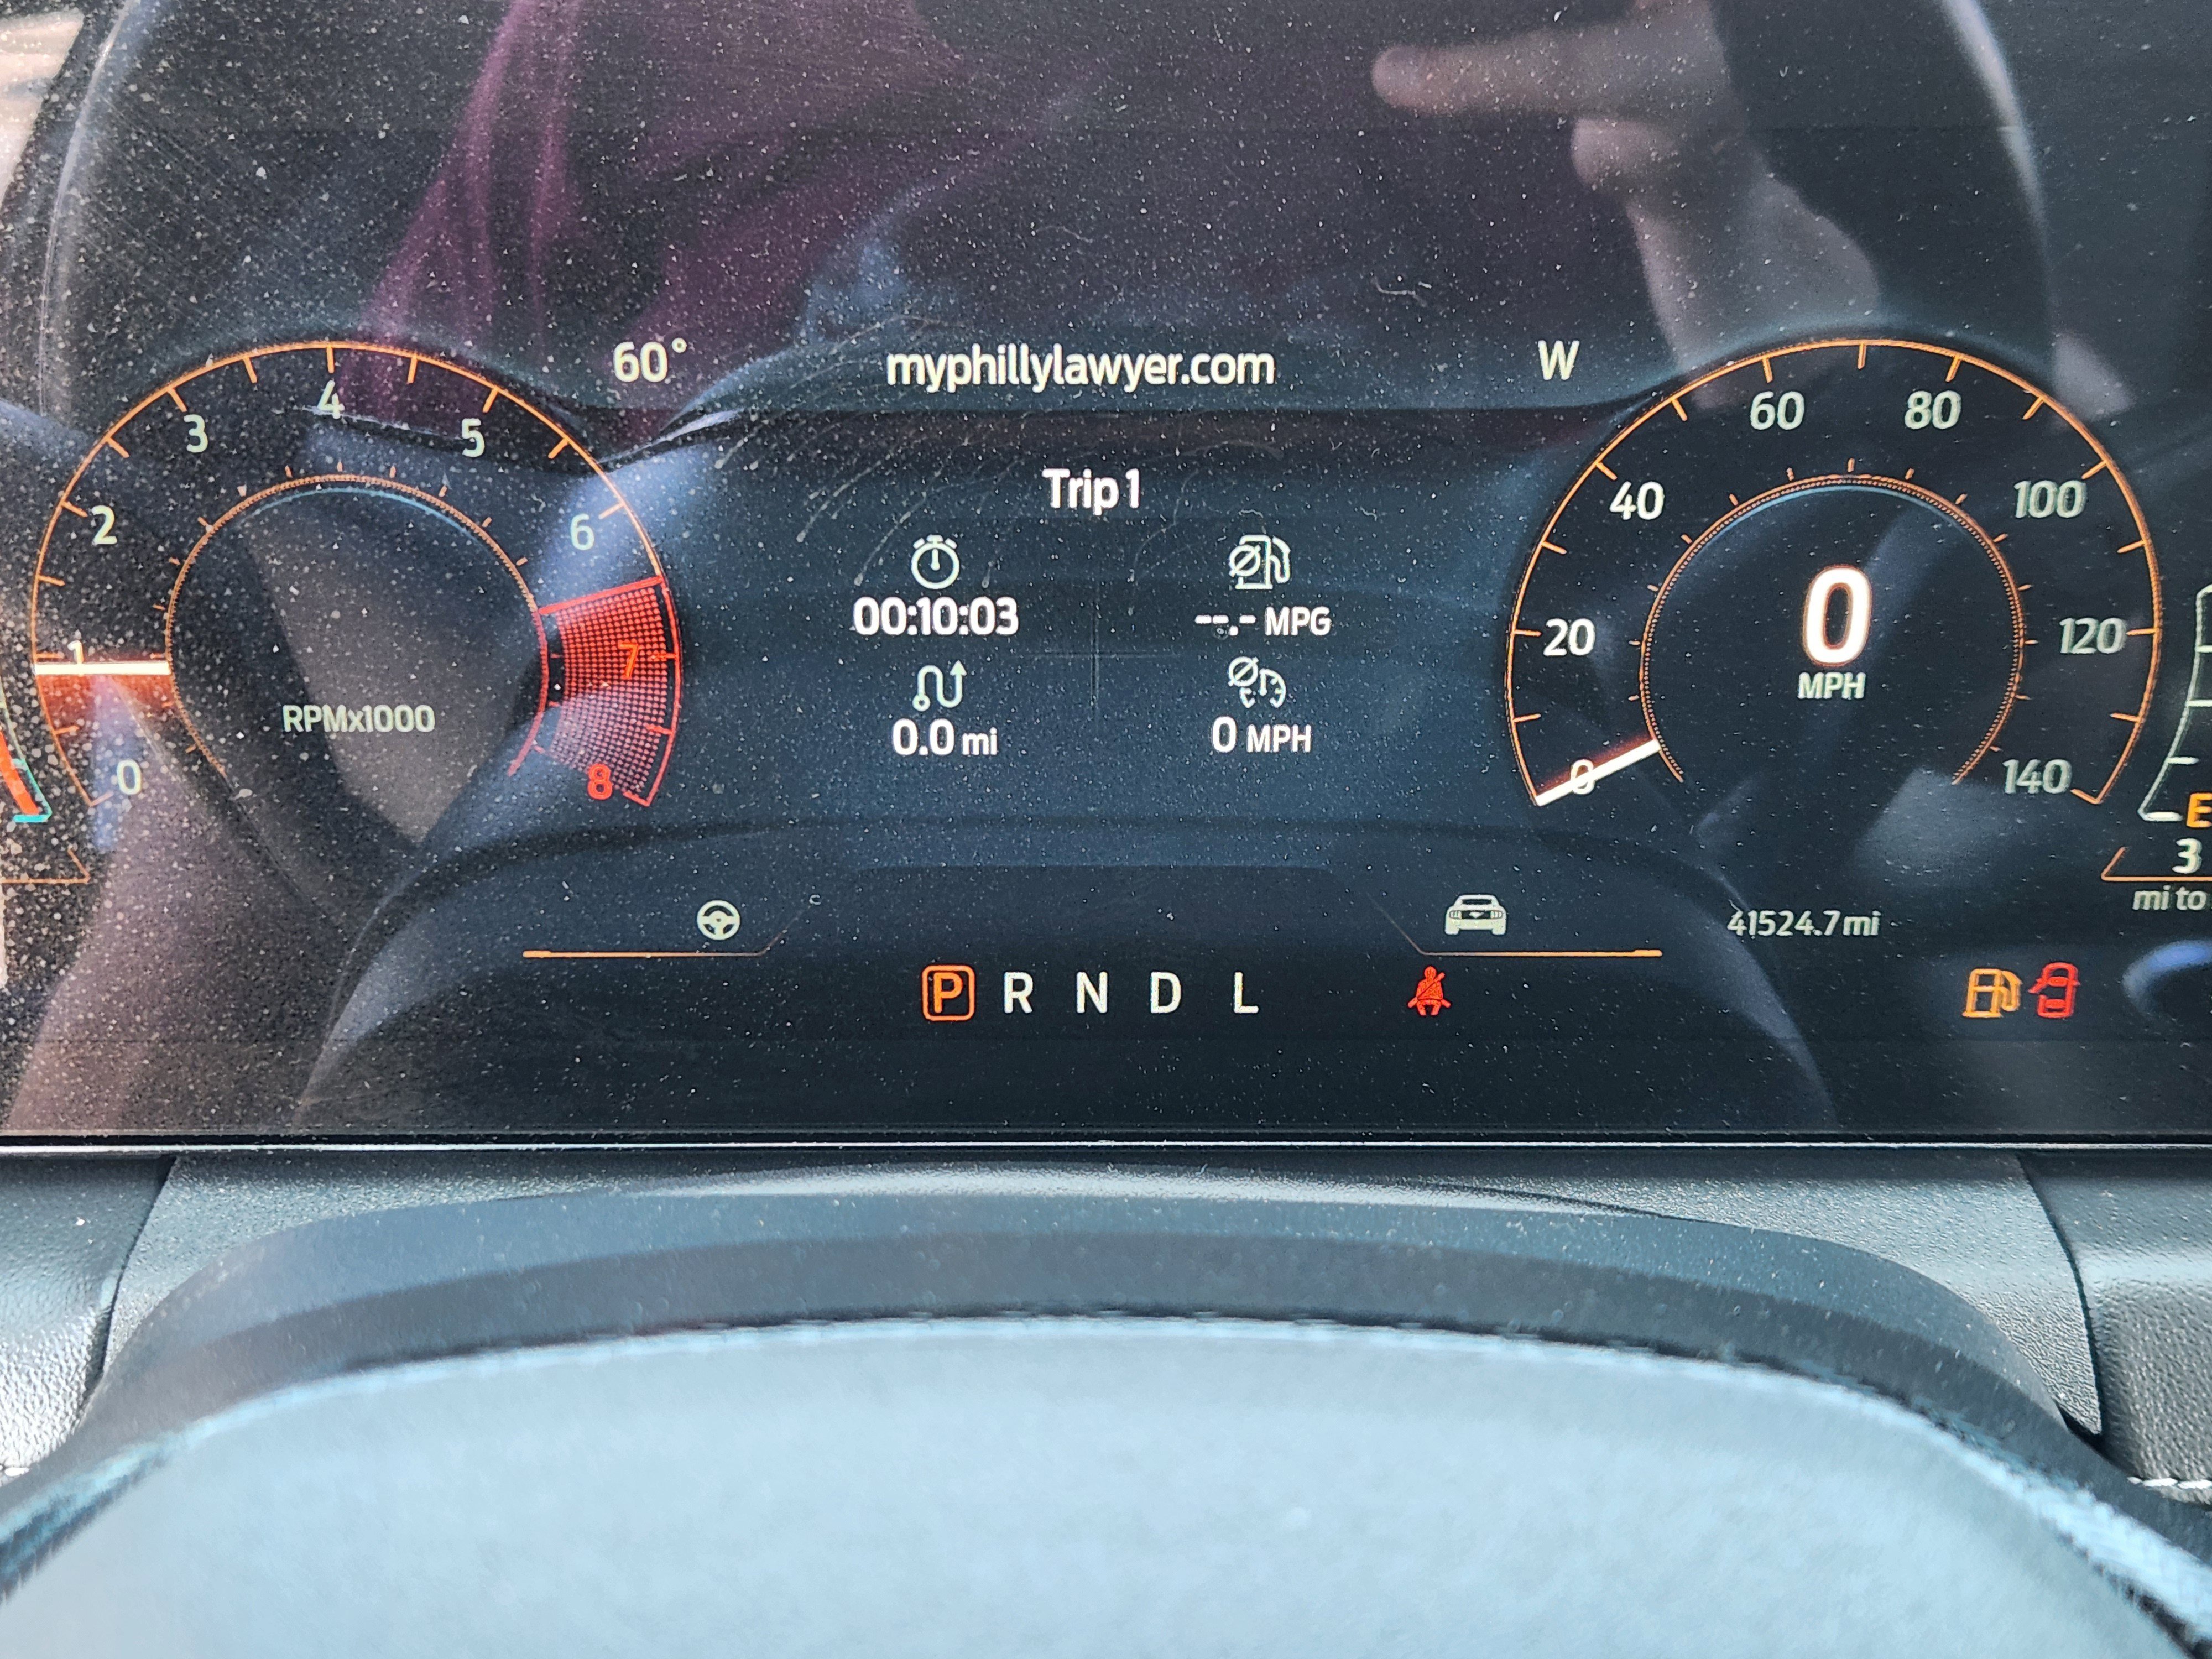 60° myphillylawyer.com W
Trip 1
00:10:03 --.- MPG
0.0 mi 0 MPH
0 1 2 3 4 5 6 7 8
RPMx1000
0 20 40 60 80 100 120 140
0
MPH
E
3
mi to
41524.7 mi
P R N D L